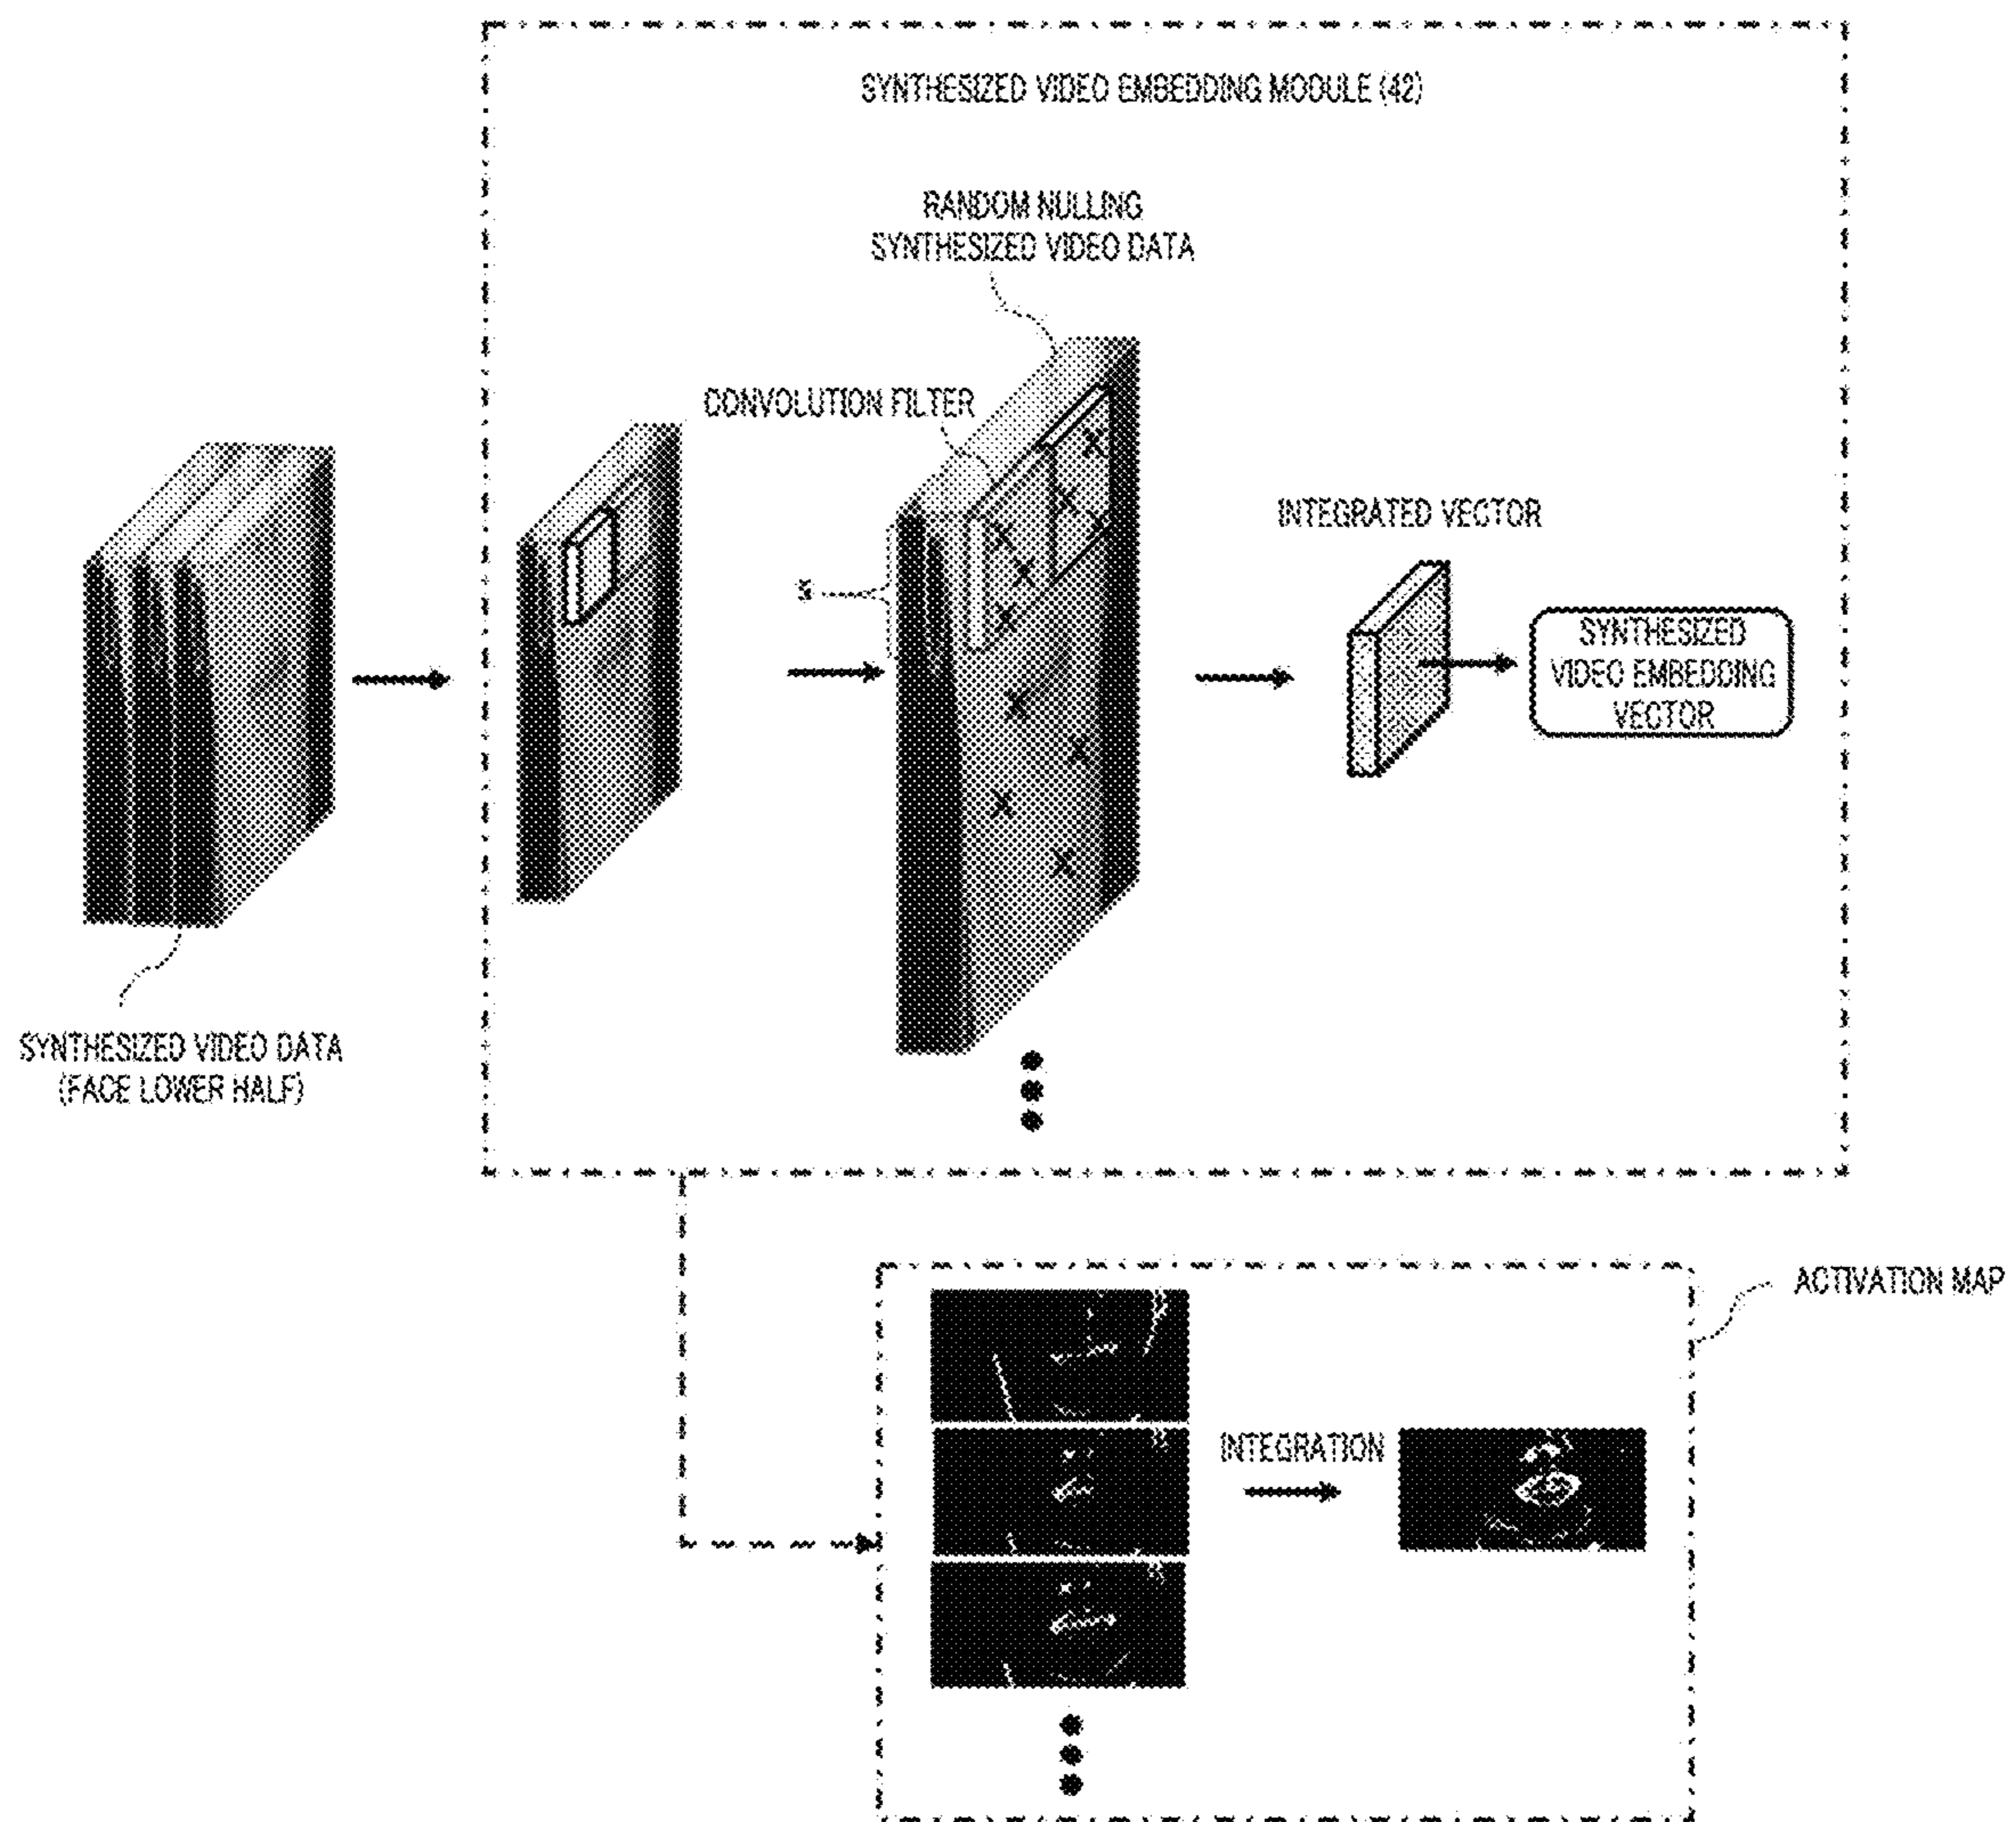 SYNTHESIZED VIDEO EMBEDDING MODULE (42)
RANDOM NULLING
SYNTHESIZED VIDEO DATA
CONVOLUTION FILTER
INTEGRATED VECTOR
SYNTHESIZED
VIDEO EMBEDDING
VECTOR
SYNTHESIZED VIDEO DATA
(FACE LOWER HALF)
ACTIVATION MAP
INTEGRATION